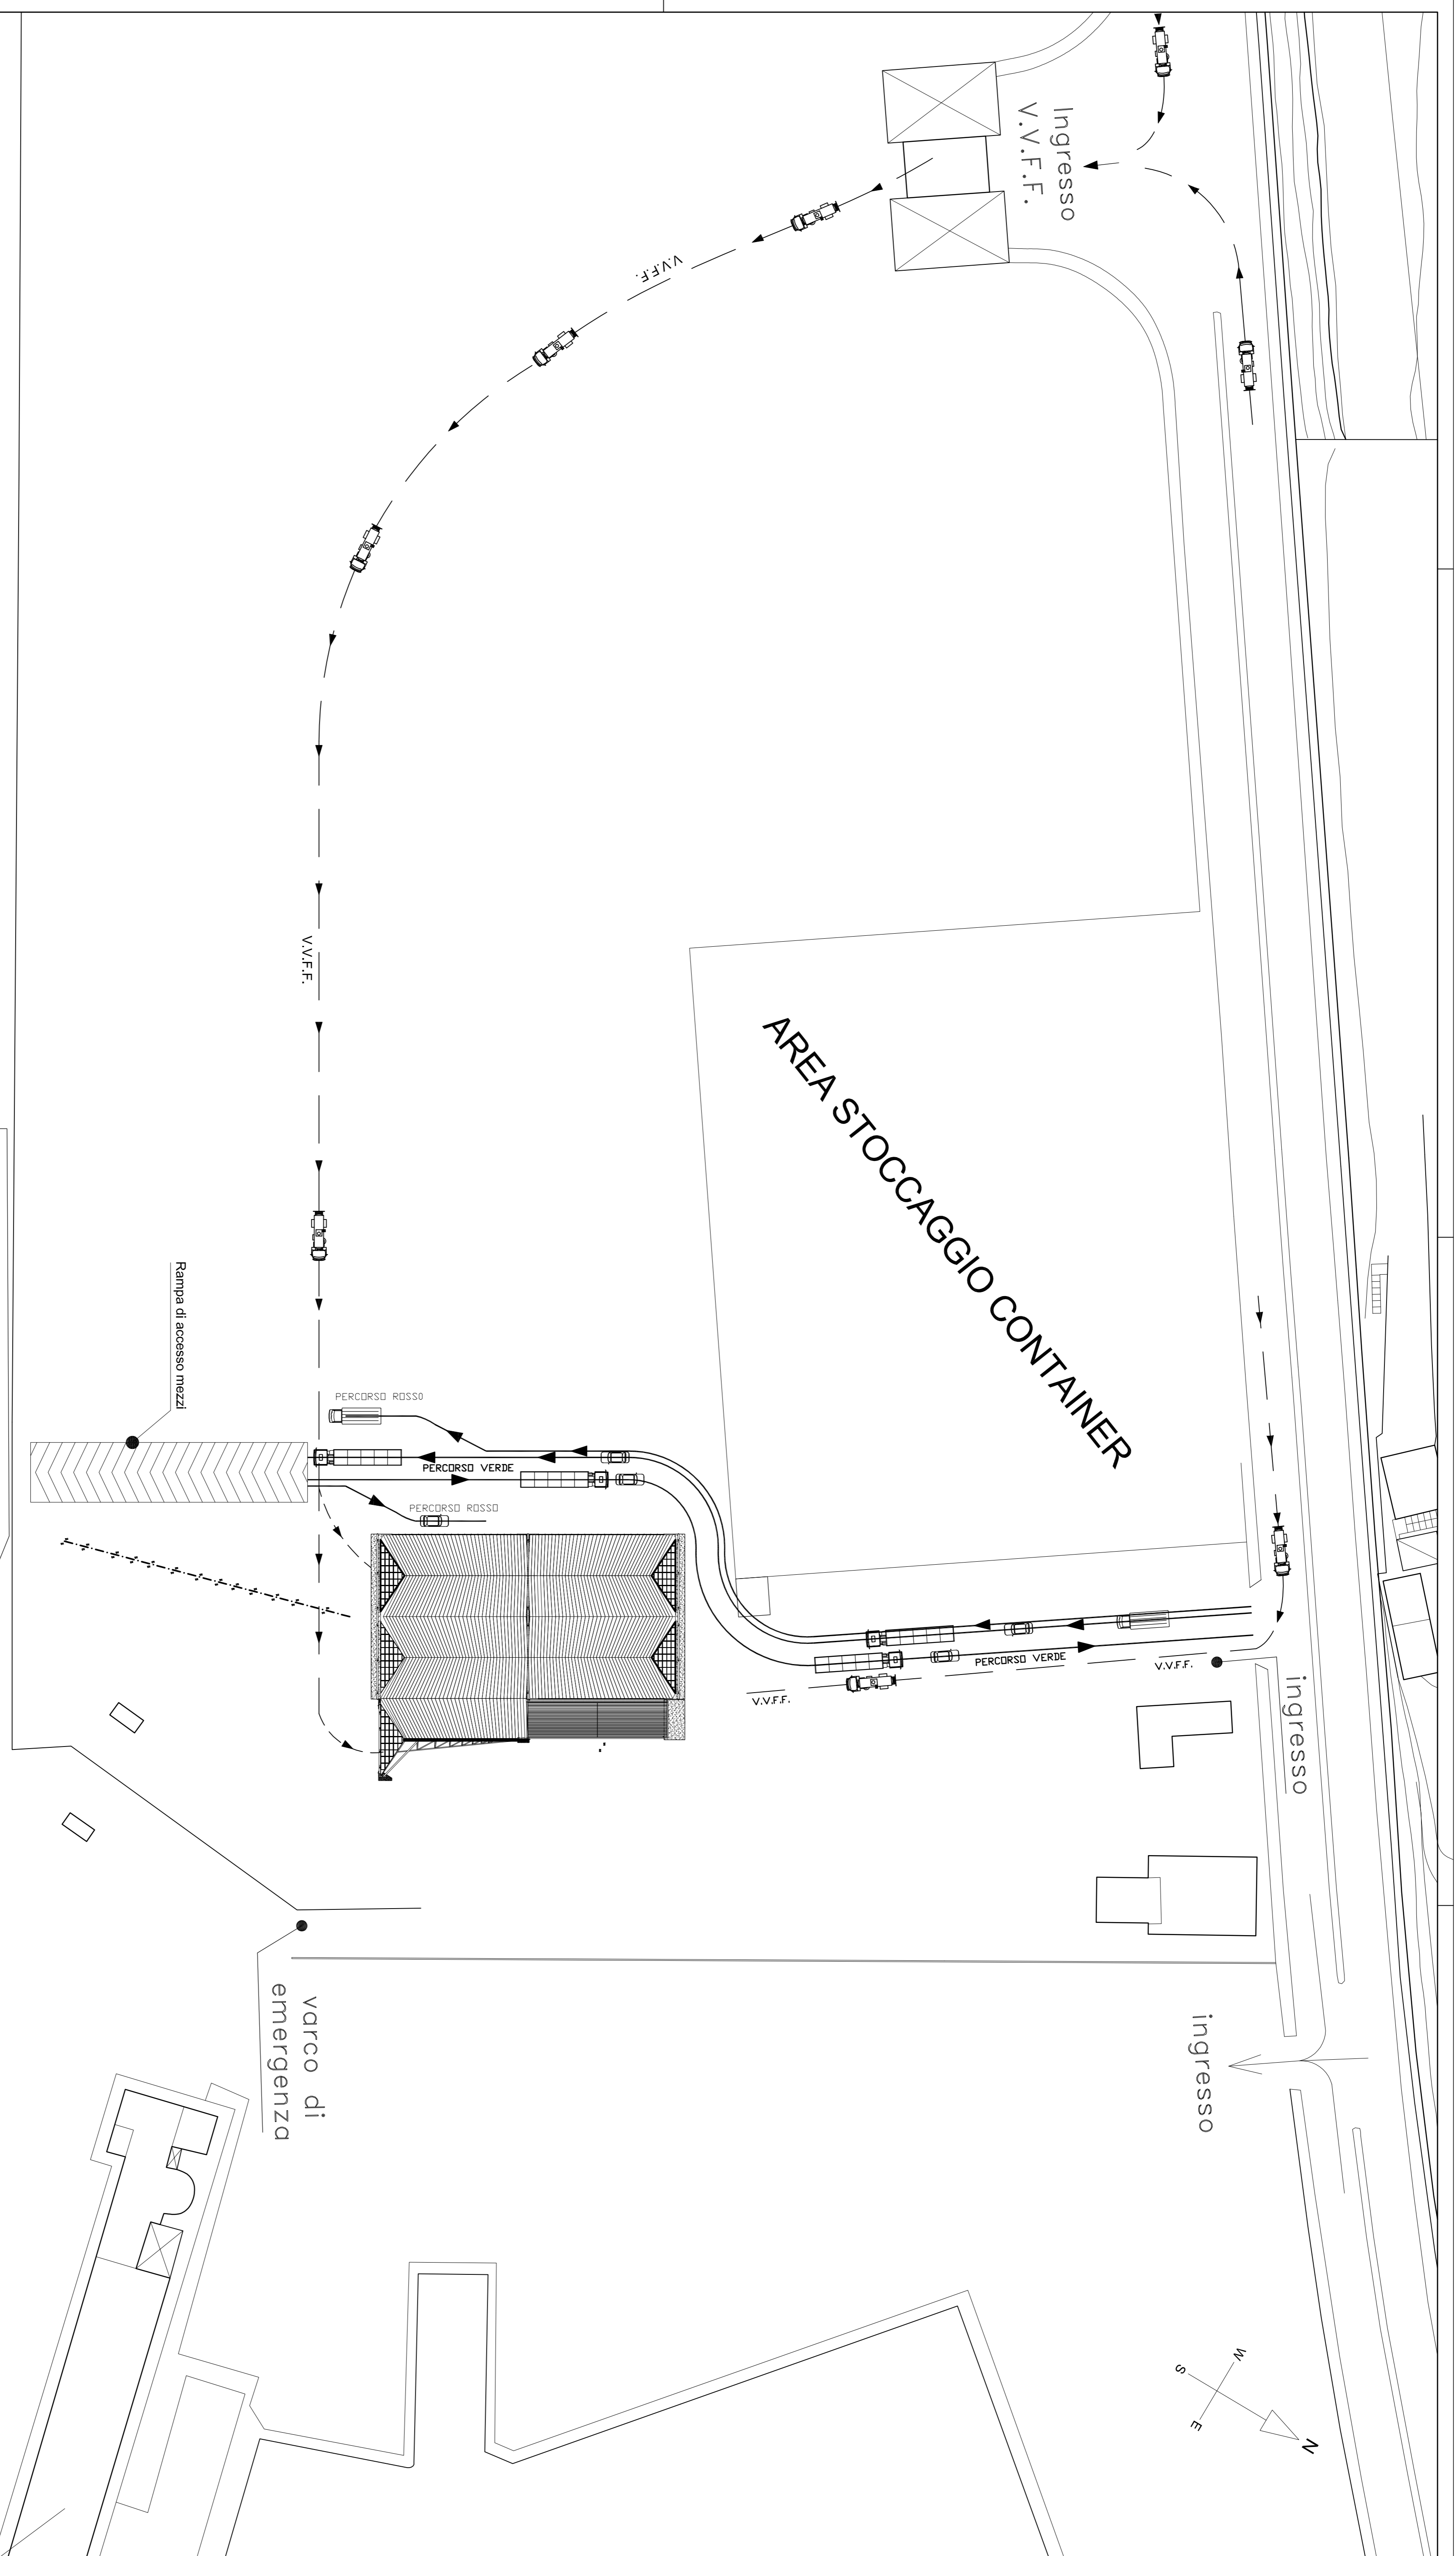 Ingresso
V.V.F.F.
V.V.F.F.
V.V.F.F.
AREA STOCCAGGIO CONTAINER
Rampa di accesso mezzi
PERCORSO ROSSO
PERCORSO VERDE
PERCORSO ROSSO
PERCORSO VERDE
V.V.F.F.
V.V.F.F.
ingresso
varco di
emergenza
ingresso
W
S
E
N